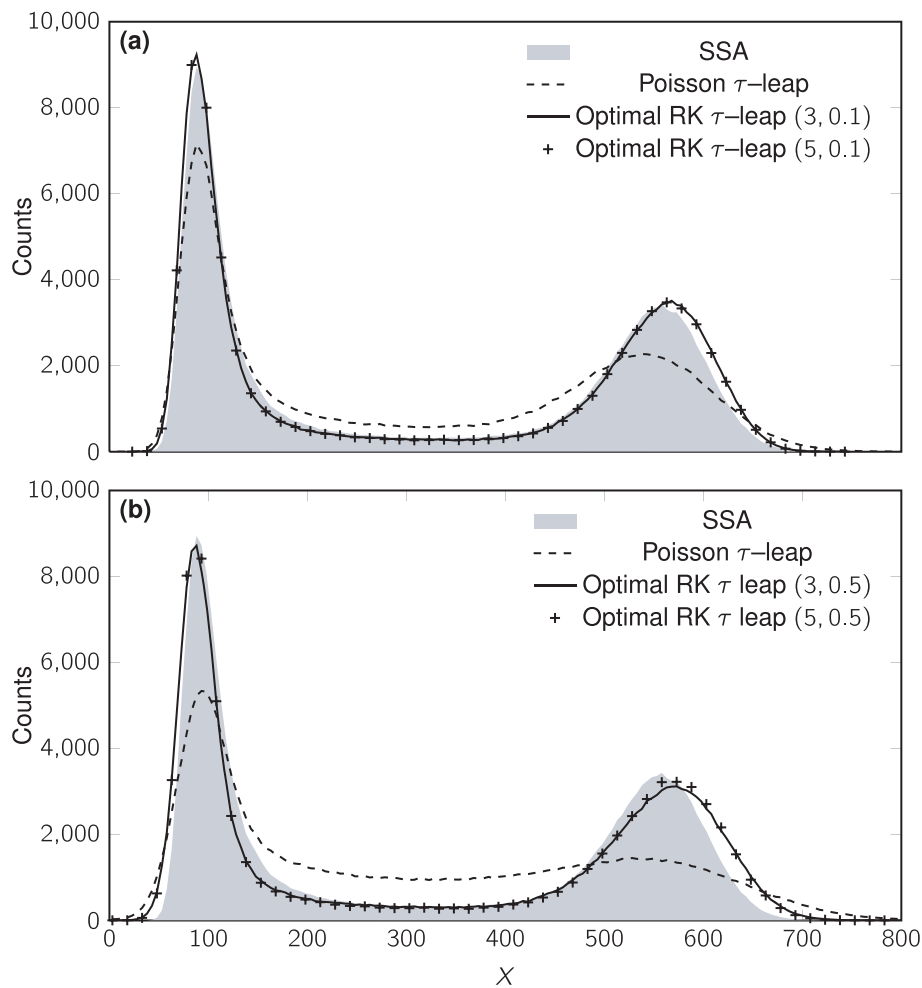 10,000
(a)
SSA
Poisson τ–leap
8,000
Optimal RK τ–leap (3, 0.1)
Optimal RK τ–leap (5, 0.1)
6,000
Counts
4,000
2,000
0
10,000
(b)
SSA
Poisson τ–leap
8,000
Optimal RK τ leap (3, 0.5)
Optimal RK τ leap (5, 0.5)
6,000
Counts
4,000
2,000
0
0 100 200 300 400 500 600 700 800
X